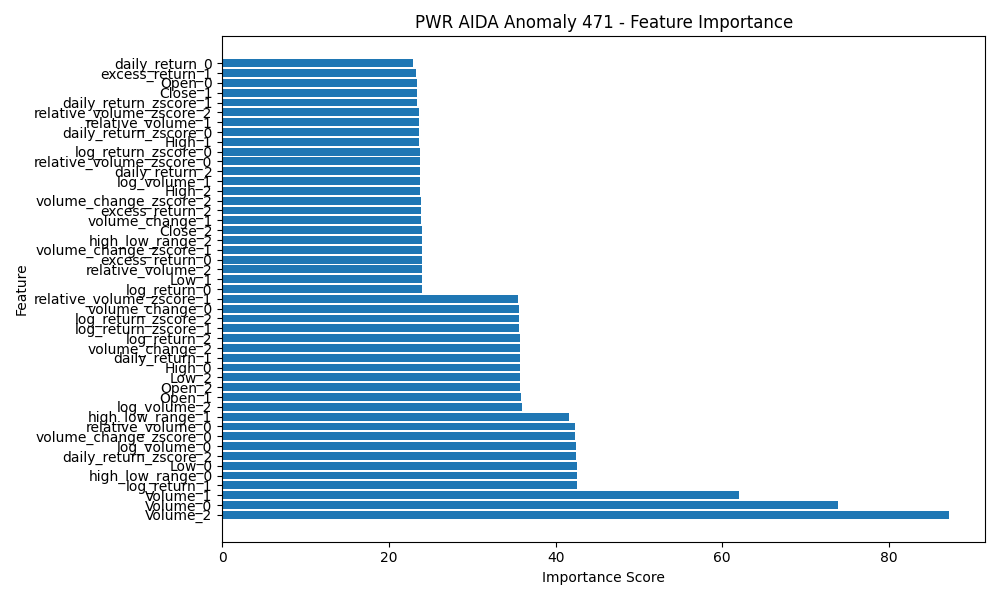 PWR AIDA Anomaly 471 - Feature Importance
daily_return_0
excess_return_1
Open_0
Close_1
daily_return_zscore_1
relative_volume_zscore_2
relative_volume_1
daily_return_zscore_0
High_1
log_return_zscore_0
relative_volume_zscore_0
daily_return_2
log_volume_1
High_2
volume_change_zscore_2
excess_return_2
volume_change_1
Close_2
high_low_range_2
volume_change_zscore_1
excess_return_0
relative_volume_2
Low_1
log_return_0
relative_volume_zscore_1
volume_change_0
log_return_zscore_2
log_return_zscore_1
log_return_2
volume_change_2
daily_return_1
High_0
Low_2
Open_2
Open_1
log_volume_2
high_low_range_1
relative_volume_0
volume_change_zscore_0
log_volume_0
daily_return_zscore_2
Low_0
high_low_range_0
log_return_1
Volume_1
Volume_0
Volume_2
Feature
0 20 40 60 80
Importance Score